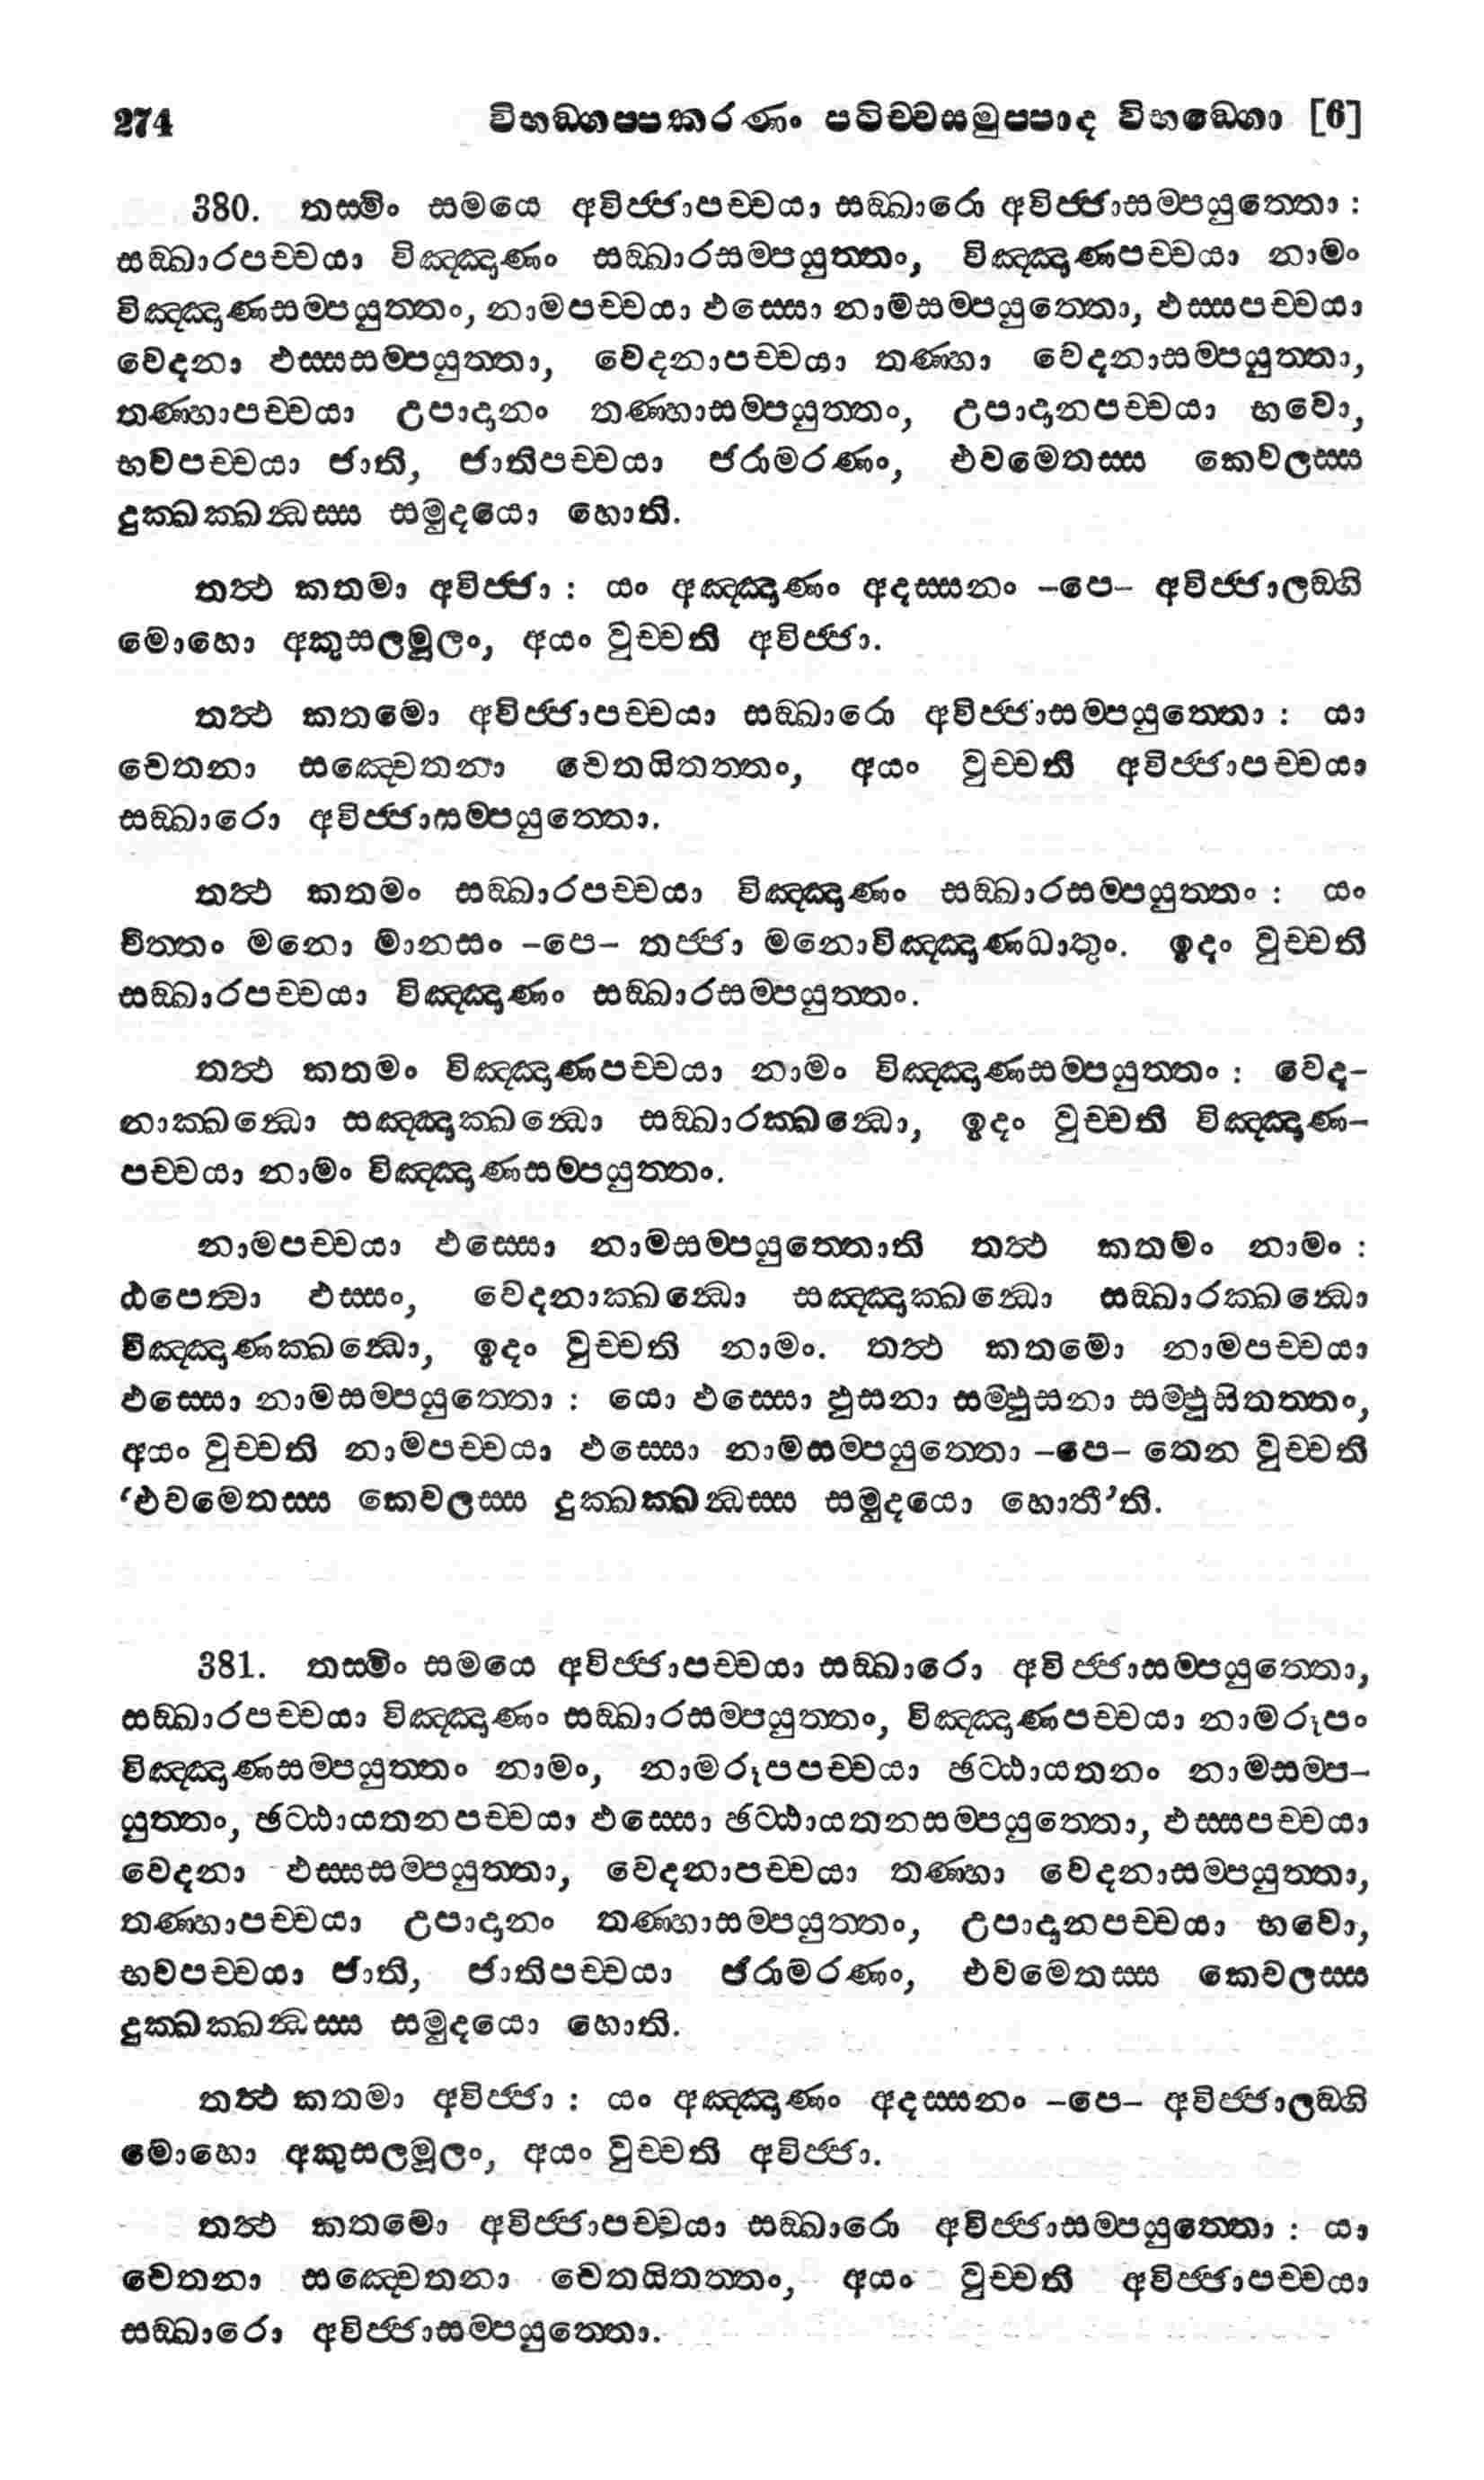 274 විභඞ්ගප්පකරණං පටිච්චසමුප්පාද විභඞ්ගො [6]
380. තස්මිං සමයෙ අවිජ්ජාපච්චයා සඞ්ඛාරො අවිජ්ජාසම්පයුත්තො :
සඞ්ඛාරපච්චයා විඤ්ඤාණං සඞ්ඛාරසම්පයුත්තං, විඤ්ඤාණපච්චයා නාමං
විඤ්ඤාණසම්පයුත්තං, නාමපච්චයා ඵස්සො නාමසම්පයුත්තො, ඵස්සපච්චයා
වෙදනා ඵස්සසම්පයුත්තා, වෙදනාපච්චයා තණ්හා වෙදනාසම්පයුත්තා,
තණ්හාපච්චයා උපාදානං තණ්හාසම්පයුත්තං, උපාදානපච්චයා භවො,
භවපච්චයා ජාති, ජාතිපච්චයා ජරාමරණං, එවමෙතස්ස කෙවලස්ස
දුක්ඛක්ඛන්ධස්ස සමුදයො හොති.
තත්ථ කතමා අවිජ්ජා : යං අඤ්ඤාණං අදස්සනං –පෙ– අවිජ්ජාලඞ්ගි
මොහො අකුසලමූලං, අයං වුච්චති අවිජ්ජා.
තත්ථ කතමො අවිජ්ජාපච්චයා සඞ්ඛාරො අවිජ්ජාසම්පයුත්තො : යා
චෙතනා සඤ්චෙතනා චෙතයිතත්තං, අයං වුච්චති අවිජ්ජාපච්චයා
සඞ්ඛාරො අවිජ්ජාසම්පයුත්තො.
තත්ථ කතමං සඞ්ඛාරපච්චයා විඤ්ඤාණං සඞ්ඛාරසම්පයුත්තං : යං
චිත්තං මනො මානසං –පෙ– තජ්ජා මනොවිඤ්ඤාණධාතුං. ඉදං වුච්චති
සඞ්ඛාරපච්චයා විඤ්ඤාණං සඞ්ඛාරසම්පයුත්තං.
තත්ථ කතමං විඤ්ඤාණපච්චයා නාමං විඤ්ඤාණසම්පයුත්තං : වෙද–
නාක්ඛන්ධො සඤ්ඤාක්ඛන්ධො සඞ්ඛාරක්ඛන්ධො, ඉදං වුච්චති විඤ්ඤාණ–
පච්චයා නාමං විඤ්ඤාණසම්පයුත්තං.
නාමපච්චයා ඵස්සො නාමසම්පයුත්තොති තත්ථ කතමං නාමං :
ඨපෙත්වා ඵස්සං, වෙදනාක්ඛන්ධො සඤ්ඤාක්ඛන්ධො සඞ්ඛාරක්ඛන්ධො
විඤ්ඤාණක්ඛන්ධො, ඉදං වුච්චති නාමං. තත්ථ කතමො නාමපච්චයා
ඵස්සො නාමසම්පයුත්තො : යො ඵස්සො ඵුසනා සම්ඵුසනා සම්ඵුසිතත්තං,
අයං වුච්චති නාමපච්චයා ඵස්සො නාමසම්පයුත්තො –පෙ– තෙන වුච්චති
‘එවමෙතස්ස කෙවලස්ස දුක්ඛක්ඛන්ධස්ස සමුදයො හොතී’ති.
381. තස්මිං සමයෙ අවිජ්ජාපච්චයා සඞ්ඛාරො අවිජ්ජාසම්පයුත්තො,
සඞ්ඛාරපච්චයා විඤ්ඤාණං සඞ්ඛාරසම්පයුත්තං, විඤ්ඤාණපච්චයා නාමරූපං
විඤ්ඤාණසම්පයුත්තං නාමං, නාමරූපපච්චයා ඡට්ඨායතනං නාමසම්ප–
යුත්තං, ඡට්ඨායතනපච්චයා ඵස්සො ඡට්ඨායතනසම්පයුත්තො, ඵස්සපච්චයා
වෙදනා ඵස්සසම්පයුත්තා, වෙදනාපච්චයා තණ්හා වෙදනාසම්පයුත්තා,
තණ්හාපච්චයා උපාදානං තණ්හාසම්පයුත්තං, උපාදානපච්චයා භවො,
භවපච්චයා ජාති, ජාතිපච්චයා ජරාමරණං, එවමෙතස්ස කෙවලස්ස
දුක්ඛක්ඛන්ධස්ස සමුදයො හොති.
තත්ථ කතමා අවිජ්ජා : යං අඤ්ඤාණං අදස්සනං –පෙ– අවිජ්ජාලඞ්ගි
මොහො අකුසලමූලං, අයං වුච්චති අවිජ්ජා.
තත්ථ කතමො අවිජ්ජාපච්චයා සඞ්ඛාරො අවිජ්ජාසම්පයුත්තො : යා
චෙතනා සඤ්චෙතනා චෙතයිතත්තං, අයං වුච්චති අවිජ්ජාපච්චයා
සඞ්ඛාරො අවිජ්ජාසම්පයුත්තො.